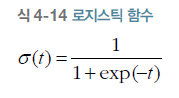 식 4-14 로지스틱 함수
σ(t) = 1 / (1 + exp(−t))